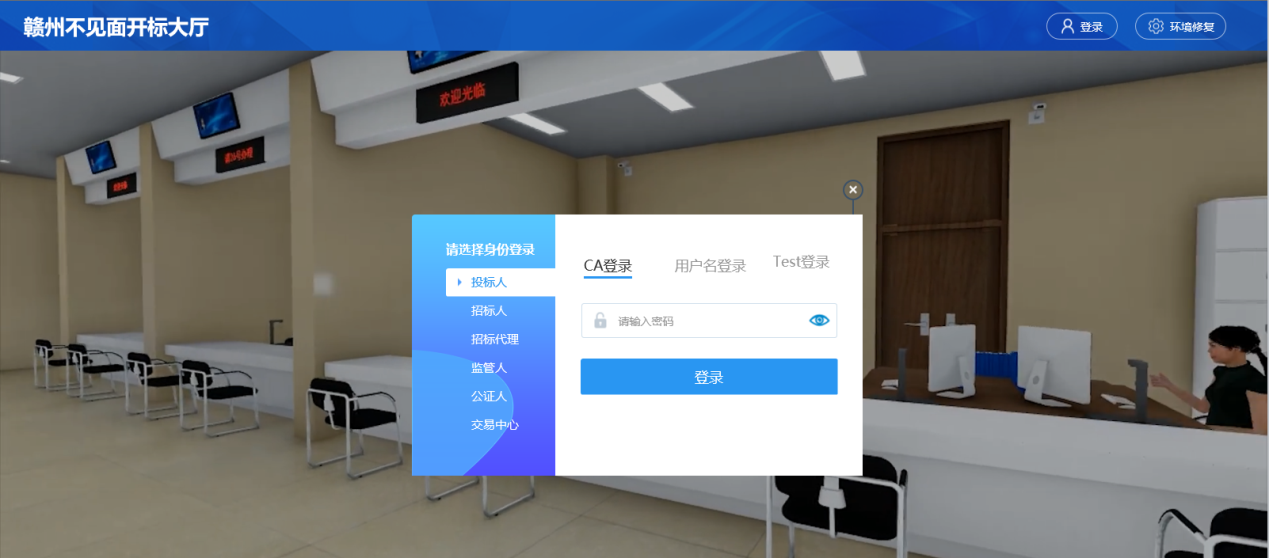 赣州不见面开标大厅
登录
环境修复
欢迎光临
请选择身份登录
投标人
招标人
招标代理
监管人
公证人
交易中心
CA登录
用户名登录
Test登录
请输入密码
登录